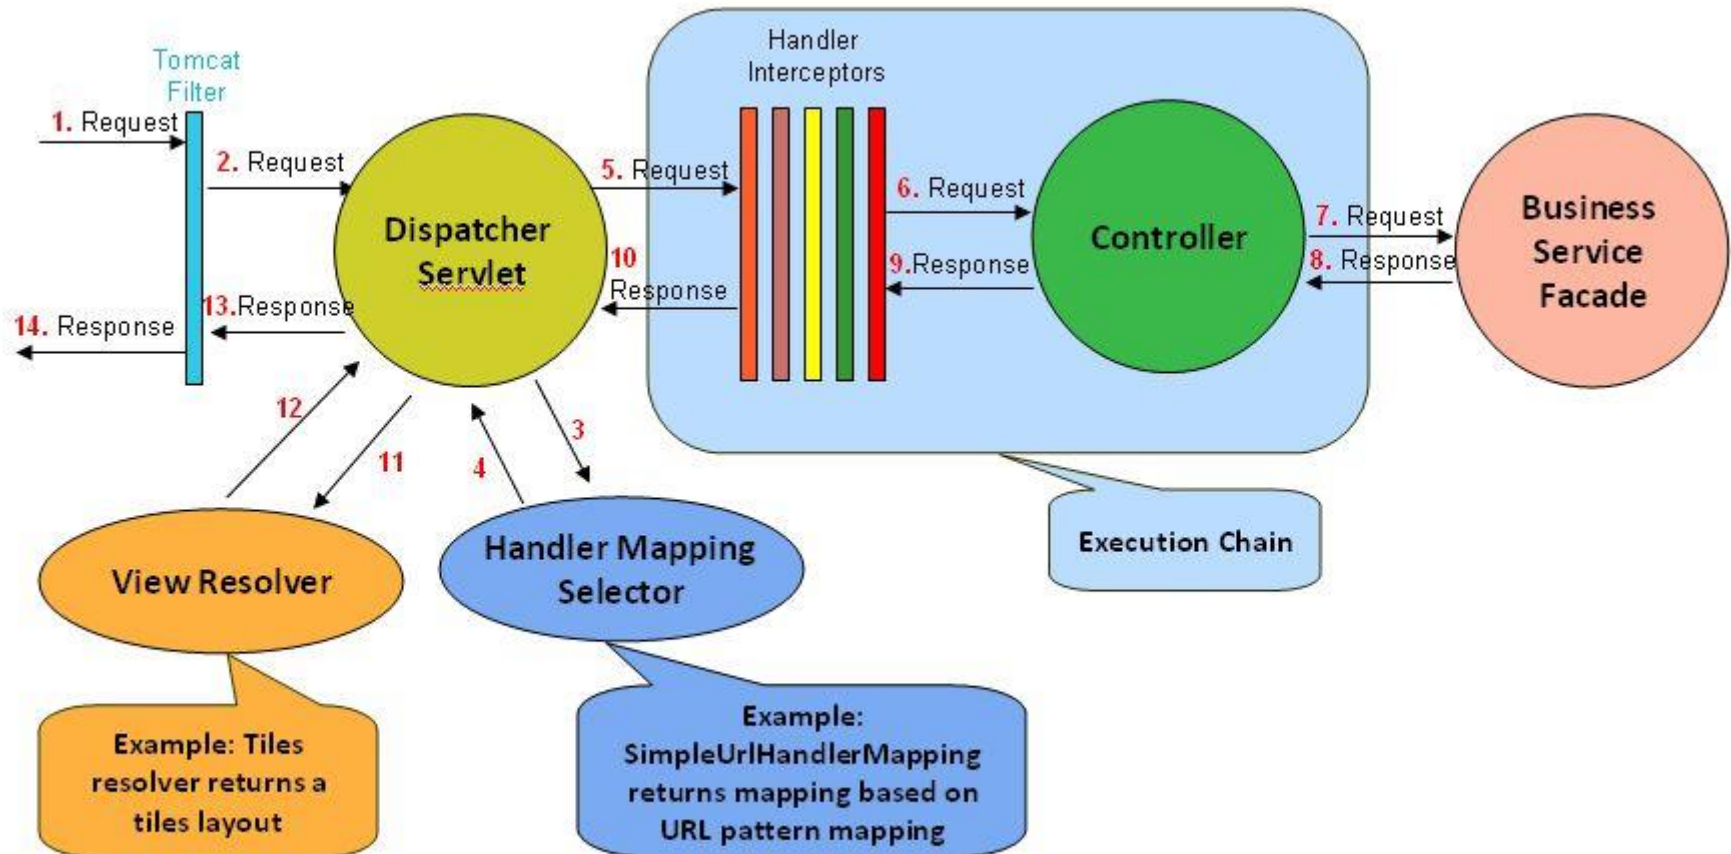 Tomcat
Filter
1. Request
2. Request
Dispatcher
Servlet
13.Response
14. Response
Handler
Interceptors
5. Request
10
Response
6. Request
9.Response
Controller
7. Request
8. Response
Business
Service
Facade
12
11
4
3
View Resolver
Handler Mapping
Selector
Execution Chain
Example: Tiles
resolver returns a
tiles layout
Example:
SimpleUrlHandlerMapping
returns mapping based on
URL pattern mapping